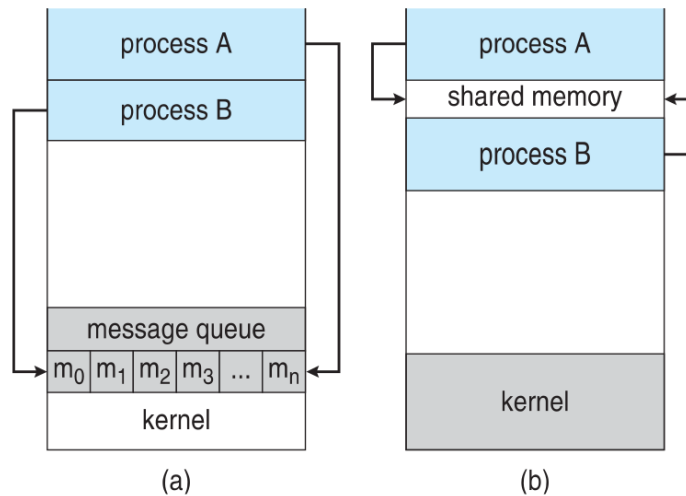 process A
process B
message queue
m0 m1 m2 m3 ... mn
kernel
(a)
process A
shared memory
process B
kernel
(b)